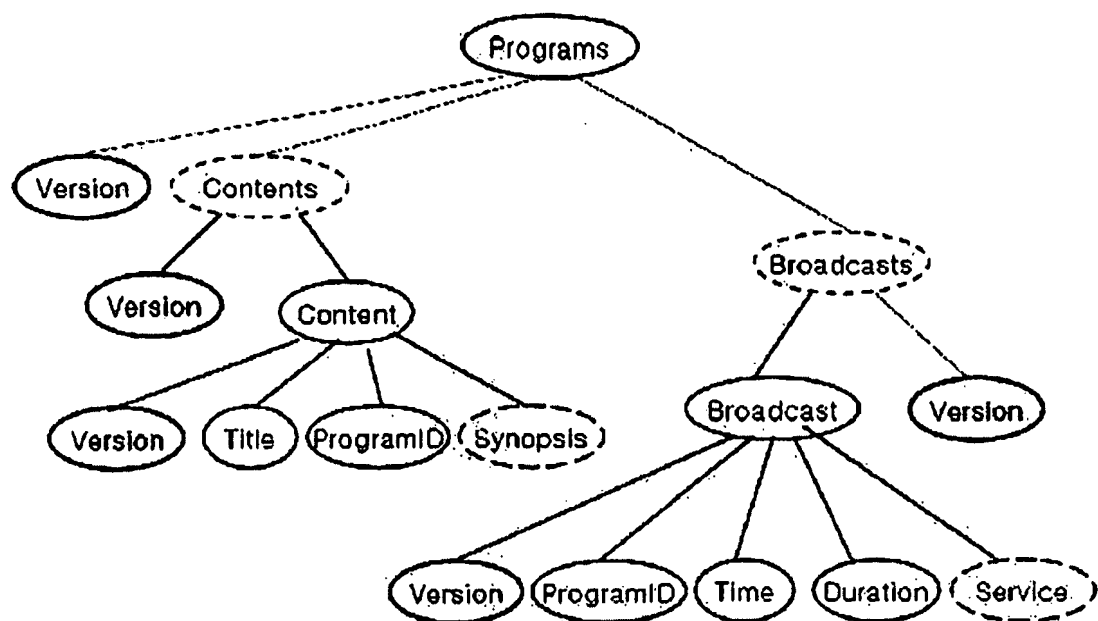 Programs
Version
Contents
Broadcasts
Version
Content
Broadcast
Version
Version
Title
ProgramID
Synopsis
Version
ProgramID
Time
Duration
Service